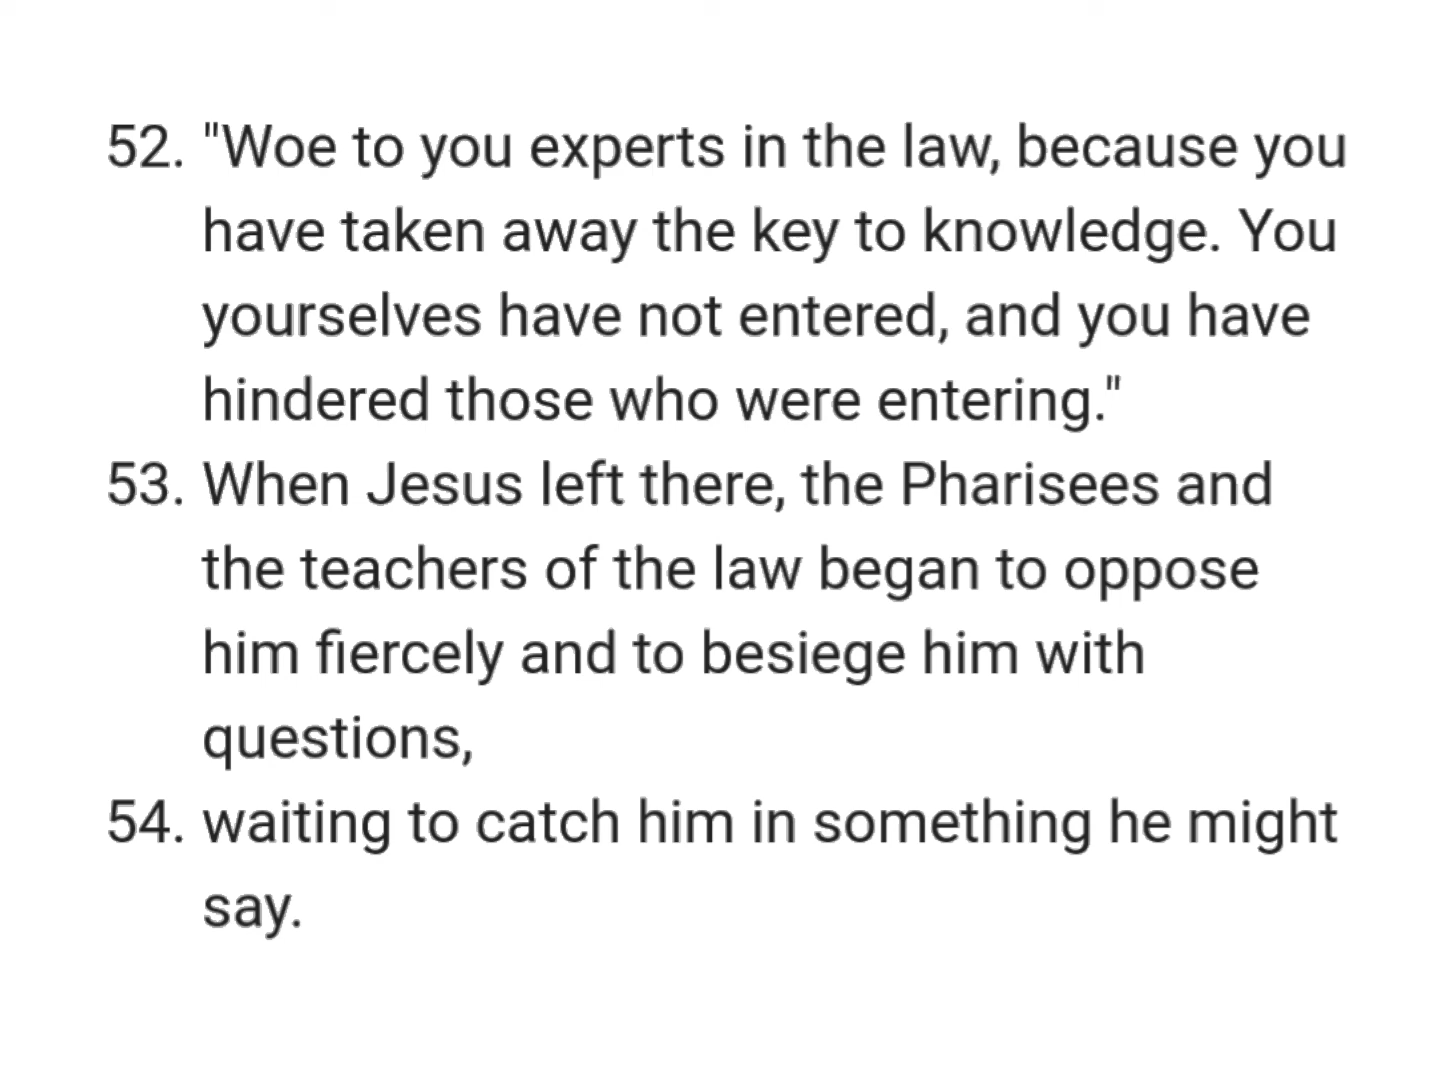 52. "Woe to you experts in the law, because you
have taken away the key to knowledge. You
yourselves have not entered, and you have
hindered those who were entering."
53. When Jesus left there, the Pharisees and
the teachers of the law began to oppose
him fiercely and to besiege him with
questions,
54. waiting to catch him in something he might
say.